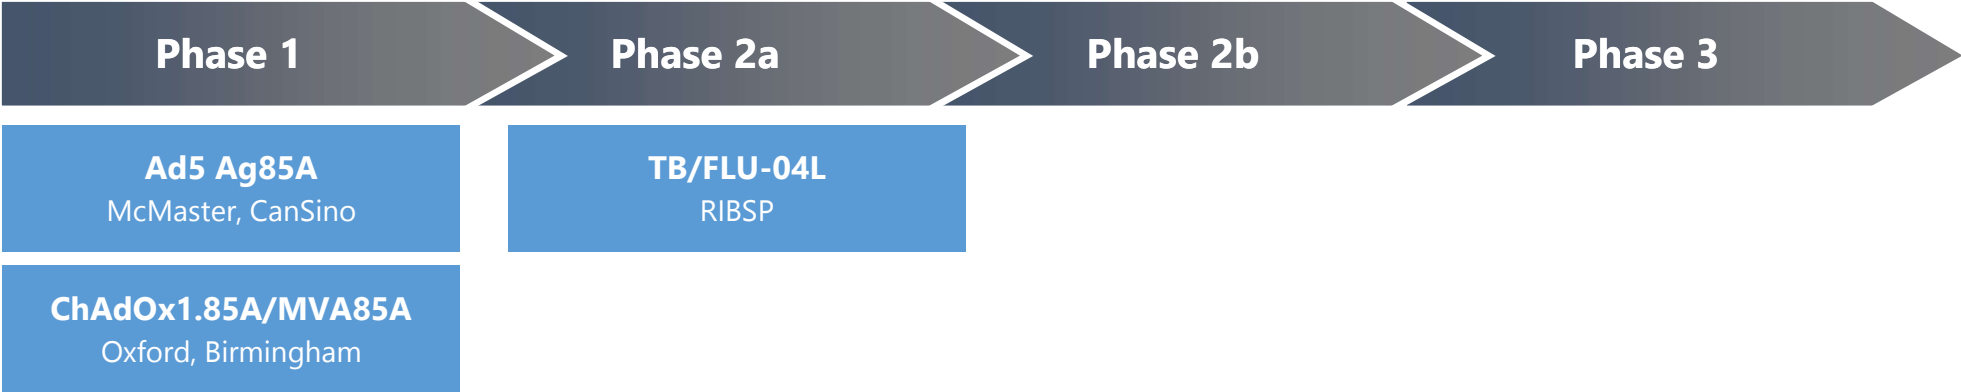 Phase 1
Phase 2a
Phase 2b
Phase 3
Ad5 Ag85A
McMaster, CanSino
TB/FLU-04L
RIBSP
ChAdOx1.85A/MVA85A
Oxford, Birmingham